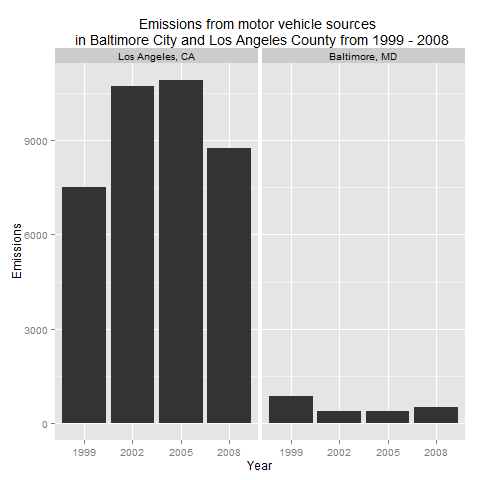 Emissions from motor vehicle sources
in Baltimore City and Los Angeles County from 1999 - 2008
Los Angeles, CA
Baltimore, MD
Emissions
9000
6000
3000
0
1999 2002 2005 2008
1999 2002 2005 2008
Year